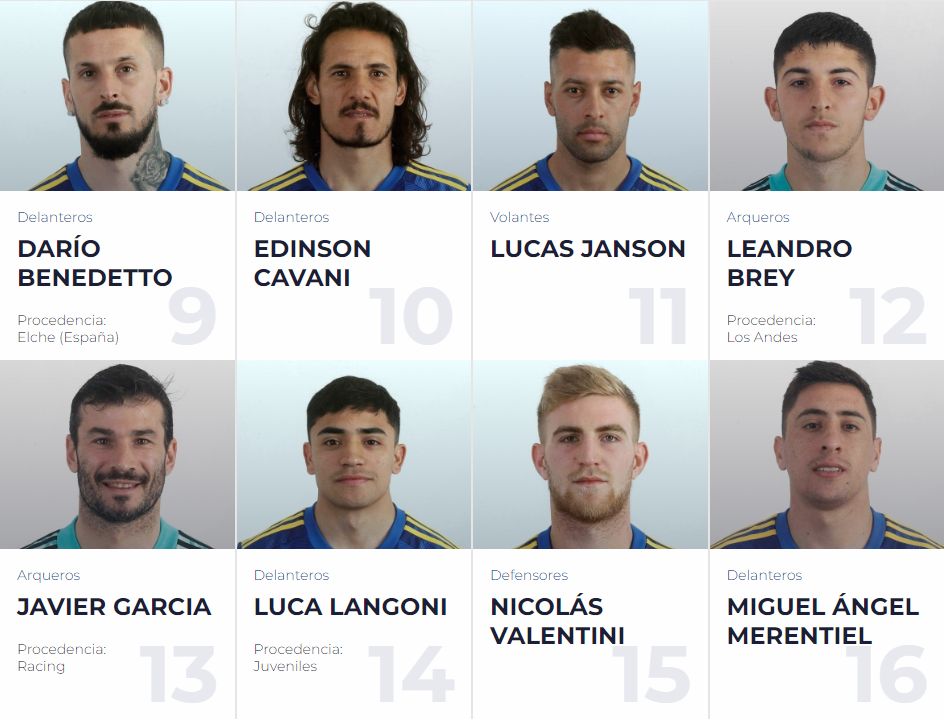 Delanteros
DARÍO
BENEDETTO
Procedencia:
Elche (España)
9
Delanteros
EDINSON
CAVANI
10
Volantes
LUCAS JANSON
11
Arqueros
LEANDRO
BREY
Procedencia:
Los Andes
12
Arqueros
JAVIER GARCIA
Procedencia:
Racing
13
Delanteros
LUCA LANGONI
Procedencia:
Juveniles
14
Defensores
NICOLÁS
VALENTINI
15
Delanteros
MIGUEL ÁNGEL
MERENTIEL
16